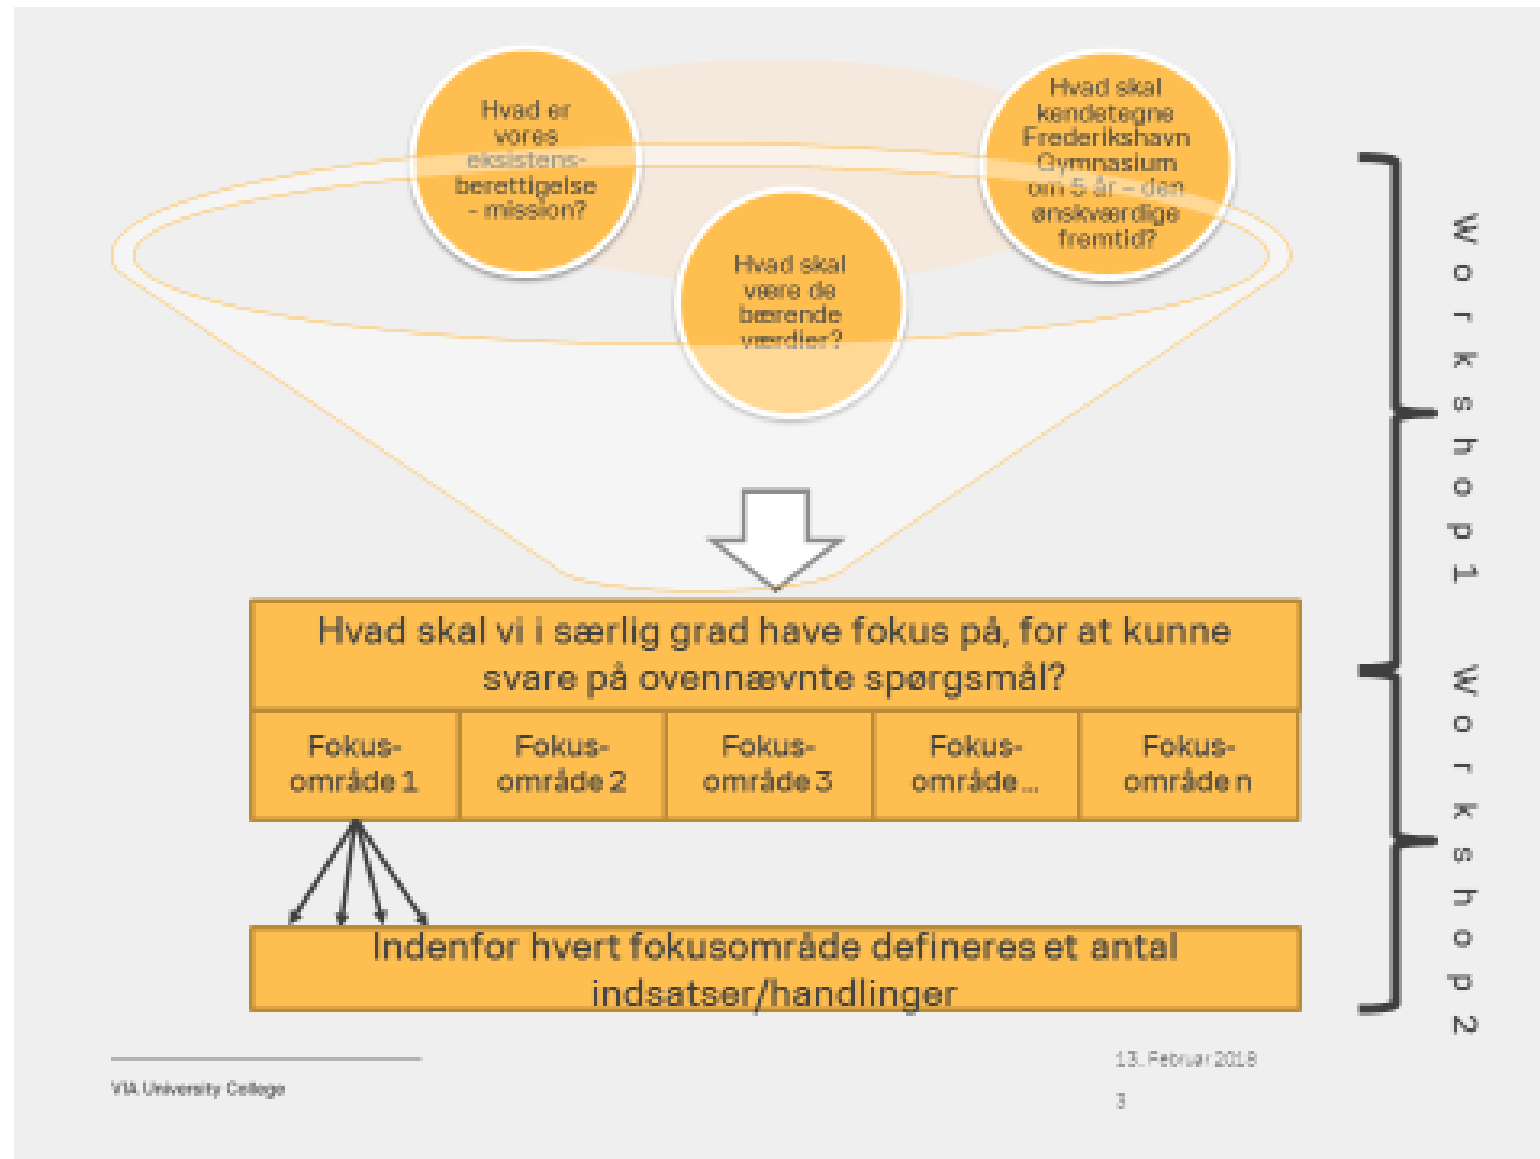 Hvad er
vores
eksistens-
berettigelse
- mission?
Hvad skal
kendetegne
Frederikshavn
Gymnasium
om 5 år – den
ønskværdige
fremtid?
Hvad skal
være de
bærende
værdier?
Workshop 1
Hvad skal vi i særlig grad have fokus på, for at kunne
svare på ovennævnte spørgsmål?
Fokus-
område 1
Fokus-
område 2
Fokus-
område 3
Fokus-
område ...
Fokus-
område n
Workshop 2
Indenfor hvert fokusområde defineres et antal
indsatser/handlinger
VIA University College
13. Februar 2018
3